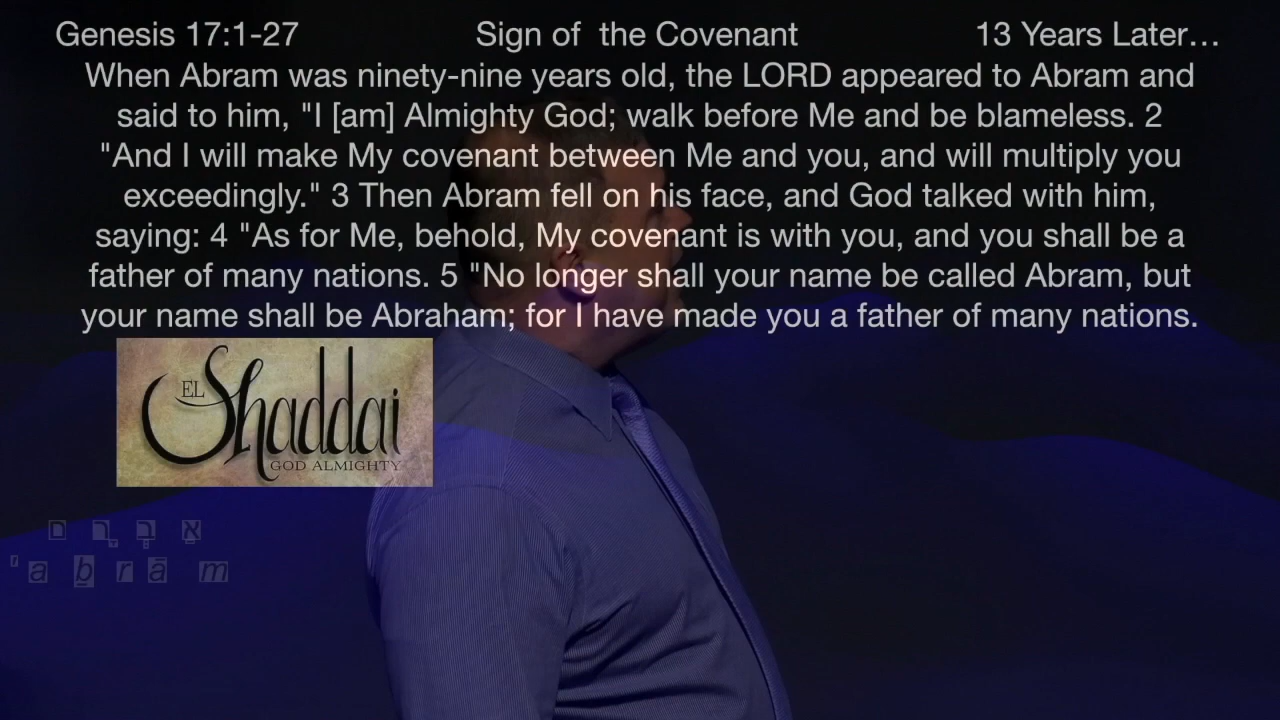 Genesis 17:1-27 Sign of the Covenant 13 Years Later…
When Abram was ninety-nine years old, the LORD appeared to Abram and
said to him, "I [am] Almighty God; walk before Me and be blameless. 2
"And I will make My covenant between Me and you, and will multiply you
exceedingly." 3 Then Abram fell on his face, and God talked with him,
saying: 4 "As for Me, behold, My covenant is with you, and you shall be a
father of many nations. 5 "No longer shall your name be called Abram, but
your name shall be Abraham; for I have made you a father of many nations.
EL Shaddai
GOD ALMIGHTY
אַ בְ רָ ם
' a ḇ r ā m